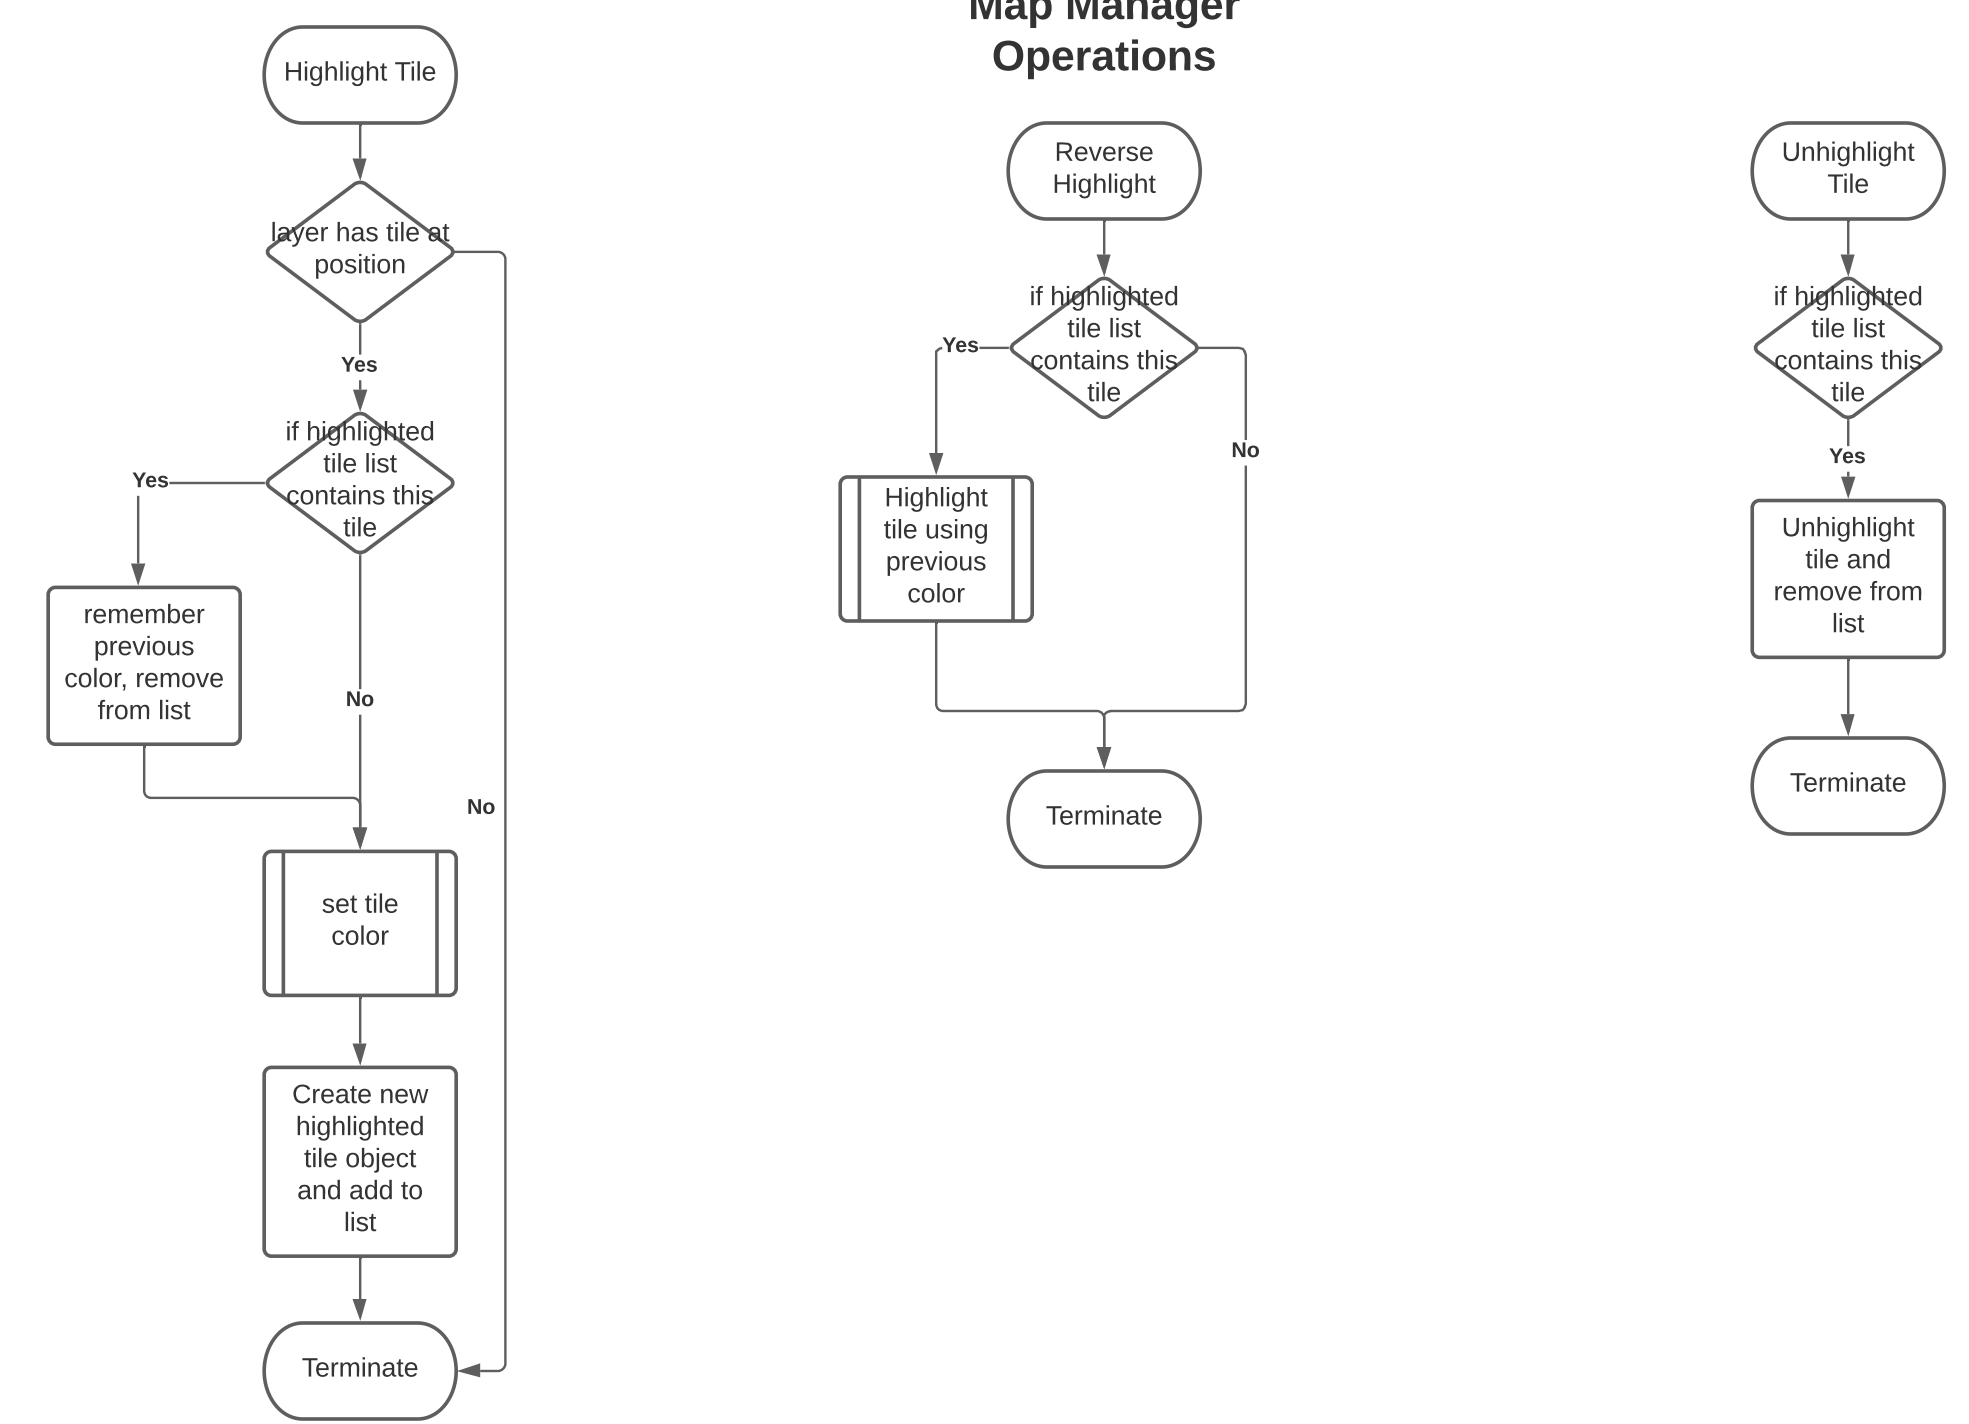 Map Manager
Operations
Highlight Tile
layer has tile at
position
Yes
if highlighted
tile list
contains this
tile
Yes
remember
previous
color, remove
from list
No
No
set tile
color
Create new
highlighted
tile object
and add to
list
Terminate
Reverse
Highlight
if highlighted
tile list
contains this
tile
Yes
No
Highlight
tile using
previous
color
Terminate
Unhighlight
Tile
if highlighted
tile list
contains this
tile
Yes
Unhighlight
tile and
remove from
list
Terminate